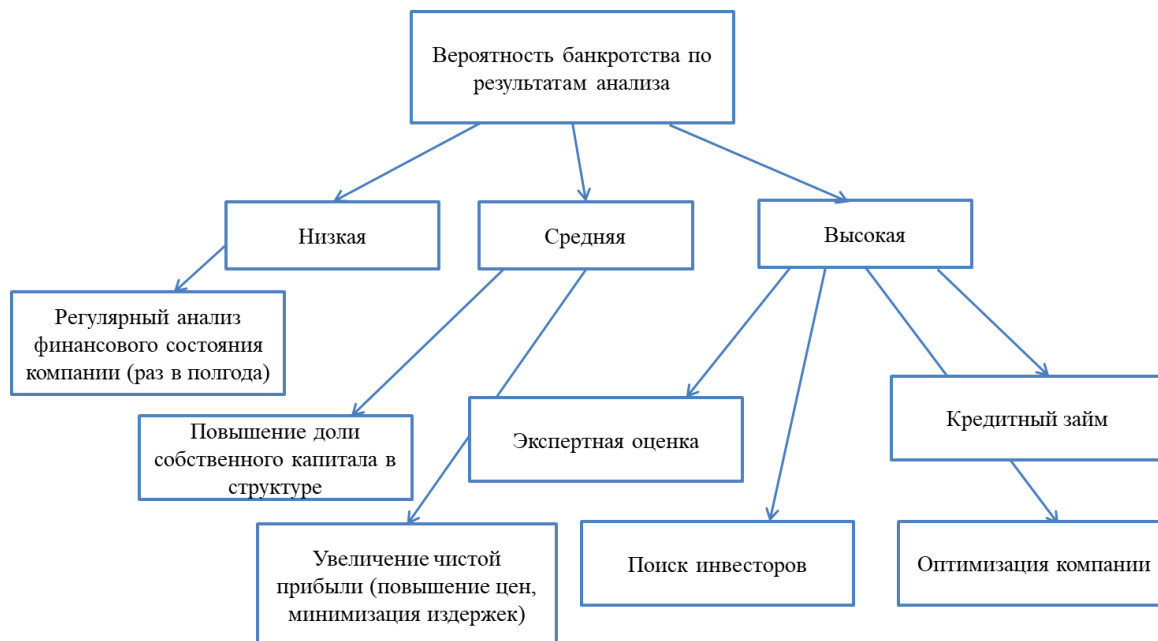 Вероятность банкротства по
результатам анализа
Низкая
Средняя
Высокая
Регулярный анализ
финансового состояния
компании (раз в полгода)
Повышение доли
собственного капитала в
структуре
Экспертная оценка
Кредитный займ
Увеличение чистой
прибыли (повышение цен,
минимизация издержек)
Поиск инвесторов
Оптимизация компании